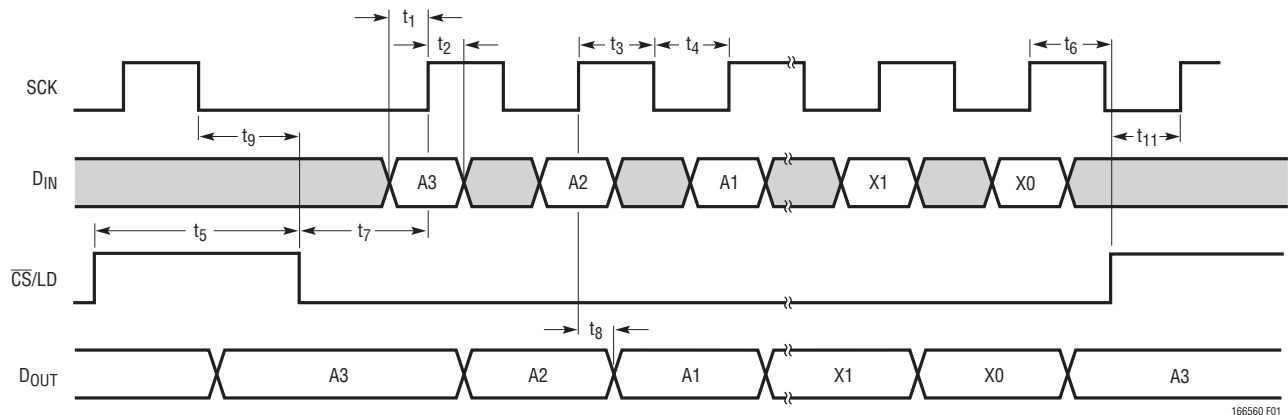 t1
t2 t3 t4 t6
SCK
t9 t11
DIN A3 A2 A1 X1 X0
t5 t7
CS/LD
t8
DOUT A3 A2 A1 X1 X0 A3
166560 F01